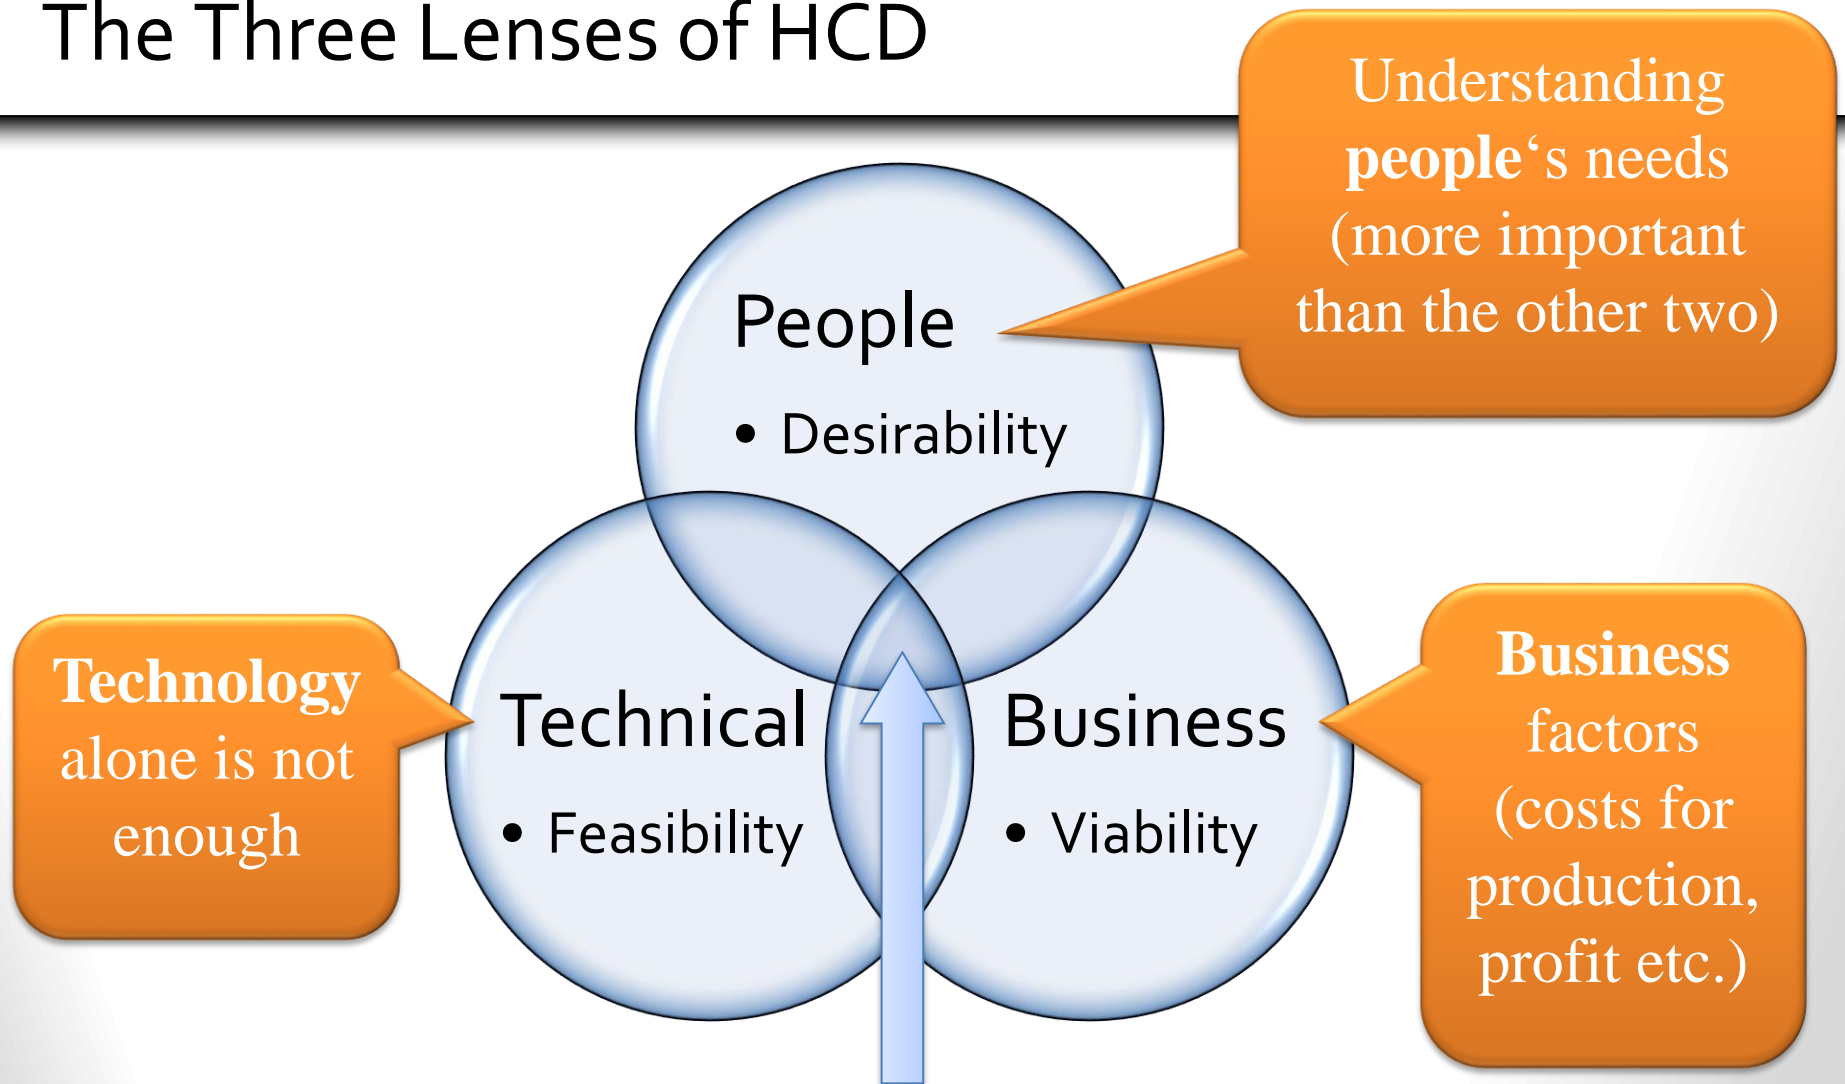 The Three Lenses of HCD
Understanding
people‘s needs
(more important
than the other two)
People
• Desirability
Technology
alone is not
enough
Technical
• Feasibility
Business
• Viability
Business
factors
(costs for
production,
profit etc.)